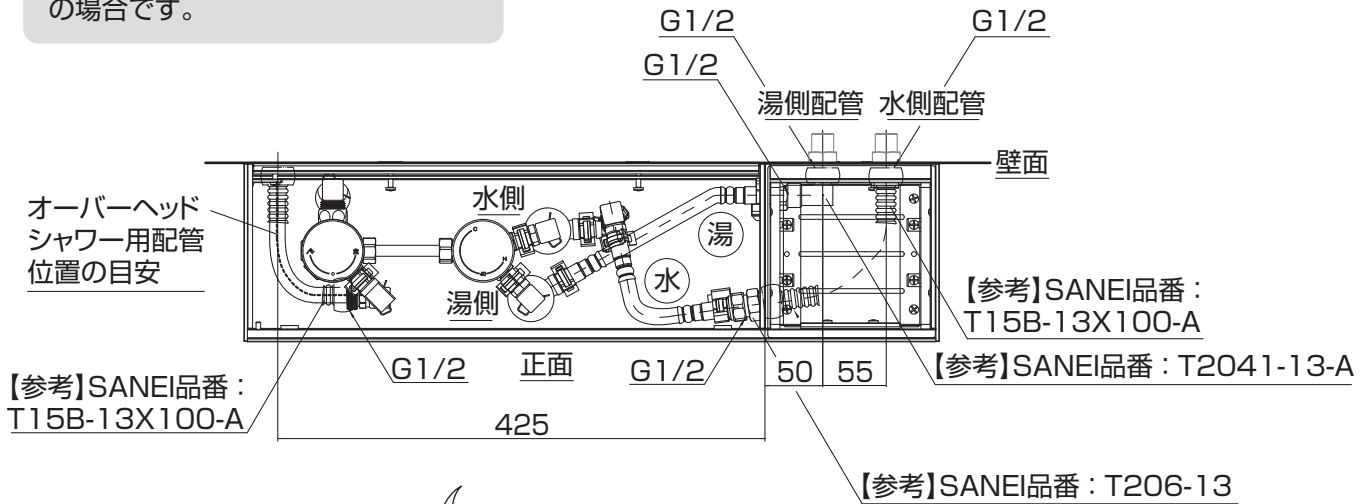 の場合です。
G1/2
G1/2
G1/2
湯側配管
水側配管
壁面
オーバーヘッド
シャワー用配管
位置の目安
水側
湯
水
湯側
【参考】SANEI品番：
T15B-13X100-A
【参考】SANEI品番：T2041-13-A
G1/2
正面
G1/2
50
55
【参考】SANEI品番：
T15B-13X100-A
425
【参考】SANEI品番：T206-13